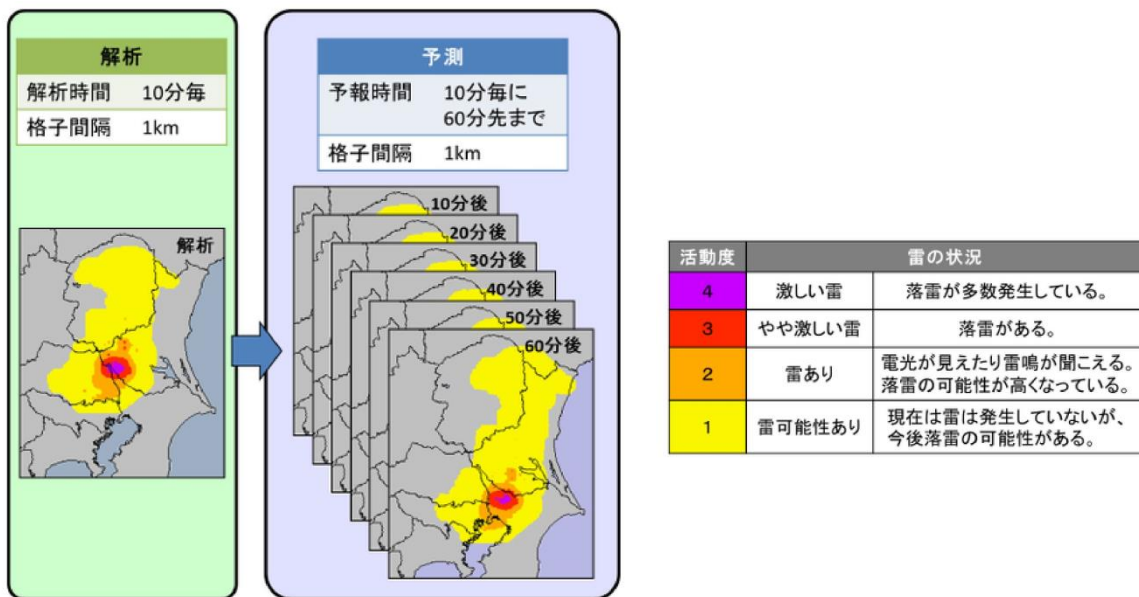 解析
解析時間 10分毎
格子間隔 1km
解析
予測
予報時間 10分毎に
60分先まで
格子間隔 1km
10分後
20分後
30分後
40分後
50分後
60分後
活動度 雷の状況
4 激しい雷 落雷が多数発生している。
3 やや激しい雷 落雷がある。
2 雷あり 電光が見えたり雷鳴が聞こえる。
落雷の可能性が高くなっている。
1 雷可能性あり 現在は雷は発生していないが、
今後落雷の可能性がある。